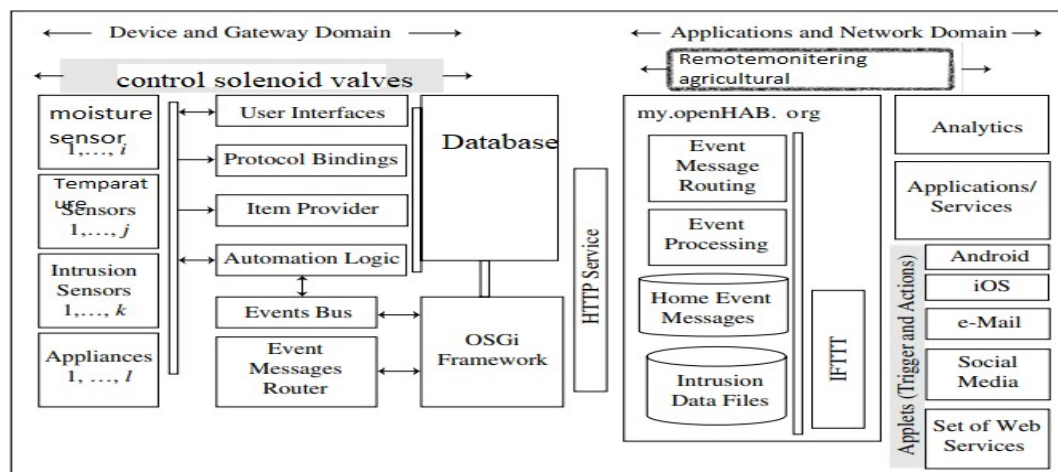 Device and Gateway Domain
Applications and Network Domain
control solenoid valves
Remotemonitering
agricultural
moisture
sensor
1,..., i
Temparat
ure
Sensors
1,..., j
Intrusion
Sensors
1,..., k
Appliances
1, ..., l
User Interfaces
Protocol Bindings
Item Provider
Automation Logic
Events Bus
Event
Messages
Router
Database
OSGi
Framework
HTTP Service
my.openHAB. org
Event
Message
Routing
Event
Processing
Home Event
Messages
Intrusion
Data Files
IFTTT
Analytics
Applications/
Services
Applets (Trigger and Actions)
Android
iOS
e-Mail
Social
Media
Set of Web
Services